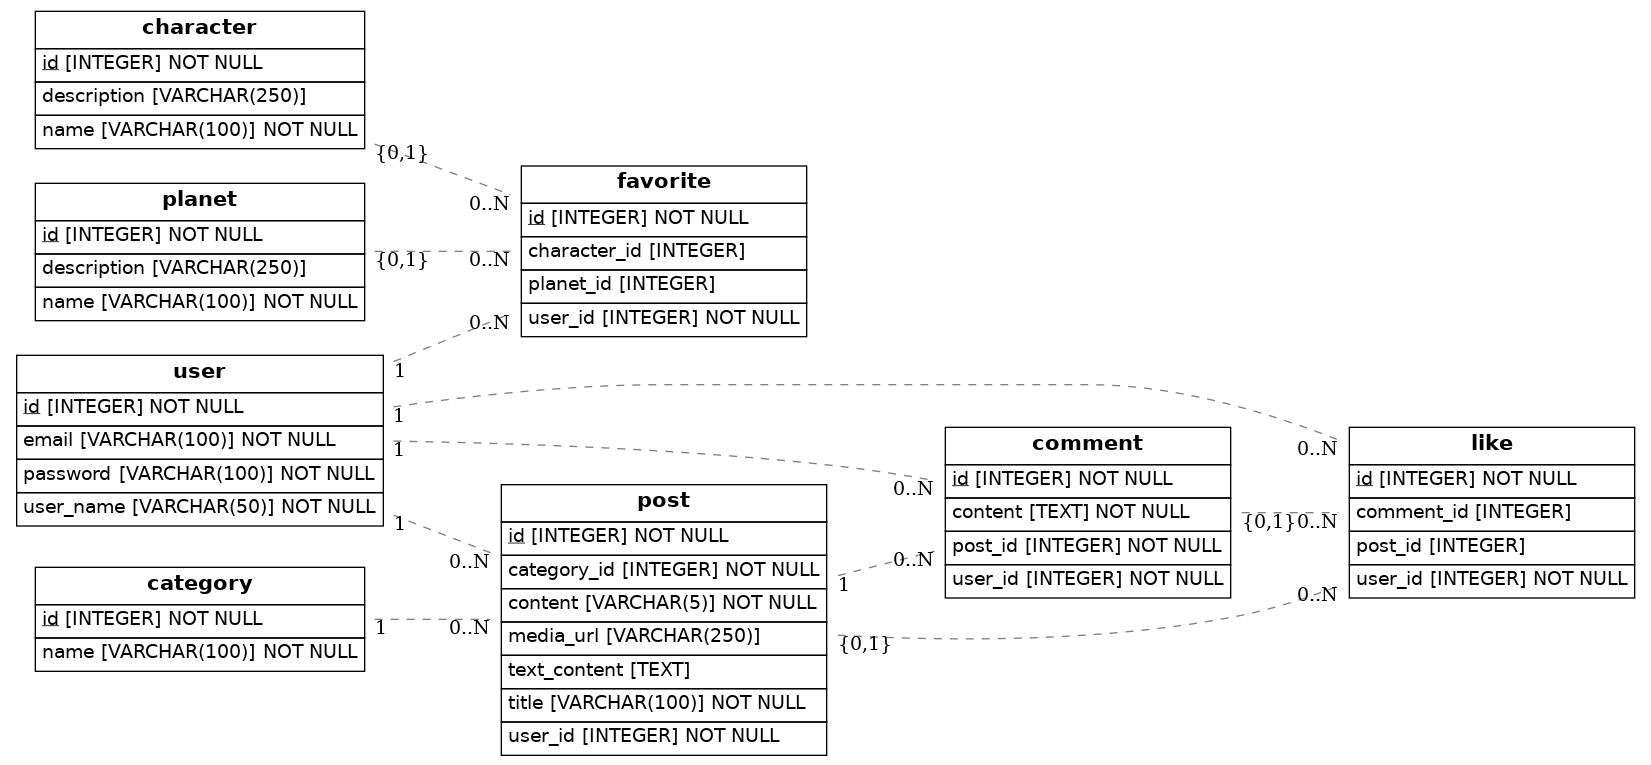 character
id [INTEGER] NOT NULL
description [VARCHAR(250)]
name [VARCHAR(100)] NOT NULL
{0,1}
0..N
planet
id [INTEGER] NOT NULL
description [VARCHAR(250)]
name [VARCHAR(100)] NOT NULL
{0,1}
0..N
favorite
id [INTEGER] NOT NULL
character_id [INTEGER]
planet_id [INTEGER]
user_id [INTEGER] NOT NULL
0..N
1
user
id [INTEGER] NOT NULL
email [VARCHAR(100)] NOT NULL
password [VARCHAR(100)] NOT NULL
user_name [VARCHAR(50)] NOT NULL
1
0..N
1
0..N
1
0..N
category
id [INTEGER] NOT NULL
name [VARCHAR(100)] NOT NULL
1
0..N
post
id [INTEGER] NOT NULL
category_id [INTEGER] NOT NULL
content [VARCHAR(5)] NOT NULL
media_url [VARCHAR(250)]
text_content [TEXT]
title [VARCHAR(100)] NOT NULL
user_id [INTEGER] NOT NULL
1
0..N
{0,1}
0..N
comment
id [INTEGER] NOT NULL
content [TEXT] NOT NULL
post_id [INTEGER] NOT NULL
user_id [INTEGER] NOT NULL
{0,1}
0..N
like
id [INTEGER] NOT NULL
comment_id [INTEGER]
post_id [INTEGER]
user_id [INTEGER] NOT NULL